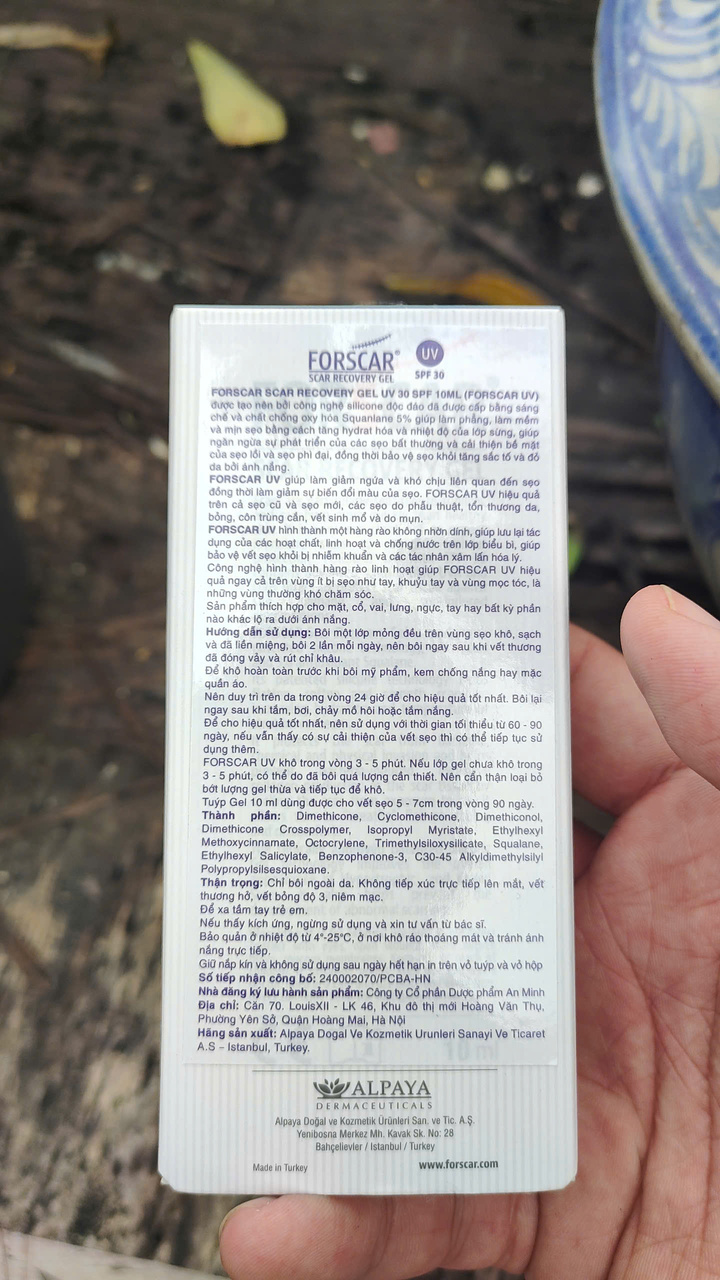 FORSCAR®
SCAR RECOVERY GEL
UV
SPF 30
FORSCAR SCAR RECOVERY GEL UV 30 SPF 10ML (FORSCAR UV)
được tạo nên bởi công nghệ silicone độc đáo đã được cấp bằng sáng
chế và chất chống oxy hóa Squanlane 5% giúp làm phẳng, làm mềm
và mịn sẹo bằng cách tăng hydrat hóa và nhiệt độ của lớp sừng, giúp
ngăn ngừa sự phát triển của các sẹo bất thường và cải thiện bề mặt
của sẹo lồi và sẹo phì đại, đồng thời bảo vệ sẹo khỏi tăng sắc tố và đỏ
da bởi ánh nắng.
FORSCAR UV giúp làm giảm ngứa và khó chịu liên quan đến sẹo
đồng thời làm giảm sự biến đổi màu của sẹo. FORSCAR UV hiệu quả
trên cả sẹo cũ và sẹo mới, các sẹo do phẫu thuật, tổn thương da,
bỏng, côn trùng cắn, vết sinh mổ và do mụn.
FORSCAR UV hình thành một hàng rào không nhờn dính, giúp lưu lại tác
dụng của các hoạt chất, linh hoạt và chống nước trên lớp biểu bì, giúp
bảo vệ vết sẹo khỏi bị nhiễm khuẩn và các tác nhân xâm lấn hóa lý.
Công nghệ hình thành hàng rào linh hoạt giúp FORSCAR UV hiệu
quả ngay cả trên vùng ít bị sẹo như tay, khuỷu tay và vùng mọc tóc, là
những vùng thường khó chăm sóc.
Sản phẩm thích hợp cho mặt, cổ, vai, lưng, ngực, tay hay bất kỳ phần
nào khác lộ ra dưới ánh nắng.
Hướng dẫn sử dụng: Bôi một lớp mỏng đều trên vùng sẹo khô, sạch
và đã liền miệng, bôi 2 lần mỗi ngày, nên bôi ngay sau khi vết thương
đã đóng vảy và rút chỉ khâu.
Để khô hoàn toàn trước khi bôi mỹ phẩm, kem chống nắng hay mặc
quần áo.
Nên duy trì trên da trong vòng 24 giờ để cho hiệu quả tốt nhất. Bôi lại
ngay sau khi tắm, bơi, chảy mồ hôi hoặc tắm nắng.
Để cho hiệu quả tốt nhất, nên sử dụng với thời gian tối thiểu từ 60 - 90
ngày, nếu vẫn thấy có sự cải thiện của vết sẹo thì có thể tiếp tục sử
dụng thêm.
FORSCAR UV khô trong vòng 3 - 5 phút. Nếu lớp gel chưa khô trong
3 - 5 phút, có thể do đã bôi quá lượng cần thiết. Nên cẩn thận loại bỏ
bớt lượng gel thừa và tiếp tục để khô.
Tuýp Gel 10 ml dùng được cho vết sẹo 5 - 7cm trong vòng 90 ngày.
Thành phần: Dimethicone, Cyclomethicone, Dimethiconol,
Dimethicone Crosspolymer, Isopropyl Myristate, Ethylhexyl
Methoxycinnamate, Octocrylene, Trimethylsiloxysilicate, Squalane,
Ethylhexyl Salicylate, Benzophenone-3, C30-45 Alkyldimethylsilyl
Polypropylsilsesquioxane.
Thận trọng: Chỉ bôi ngoài da. Không tiếp xúc trực tiếp lên mắt, vết
thương hở, vết bỏng độ 3, niêm mạc.
Để xa tầm tay trẻ em.
Nếu thấy kích ứng, ngừng sử dụng và xin tư vấn từ bác sĩ.
Bảo quản ở nhiệt độ từ 4°-25°C, ở nơi khô ráo thoáng mát và tránh ánh
nắng trực tiếp.
Giữ nắp kín và không sử dụng sau ngày hết hạn in trên vỏ tuýp và vỏ hộp
Số tiếp nhận công bố: 240002070/PCBA-HN
Nhà đăng ký lưu hành sản phẩm: Công ty Cổ phần Dược phẩm An Minh
Địa chỉ: Căn 70. LouisXII - LK 46, Khu đô thị mới Hoàng Văn Thụ,
Phường Yên Sở, Quận Hoàng Mai, Hà Nội
Hãng sản xuất: Alpaya Dogal Ve Kozmetik Urunleri Sanayi Ve Ticaret
A.S – Istanbul, Turkey.
ALPAYA
DERMACEUTICALS
Alpaya Doğal ve Kozmetik Ürünleri San. ve Tic. A.Ş.
Yenibosna Merkez Mh. Kavak Sk. No: 28
Bahçelievler / Istanbul / Turkey
Made in Turkey
www.forscar.com